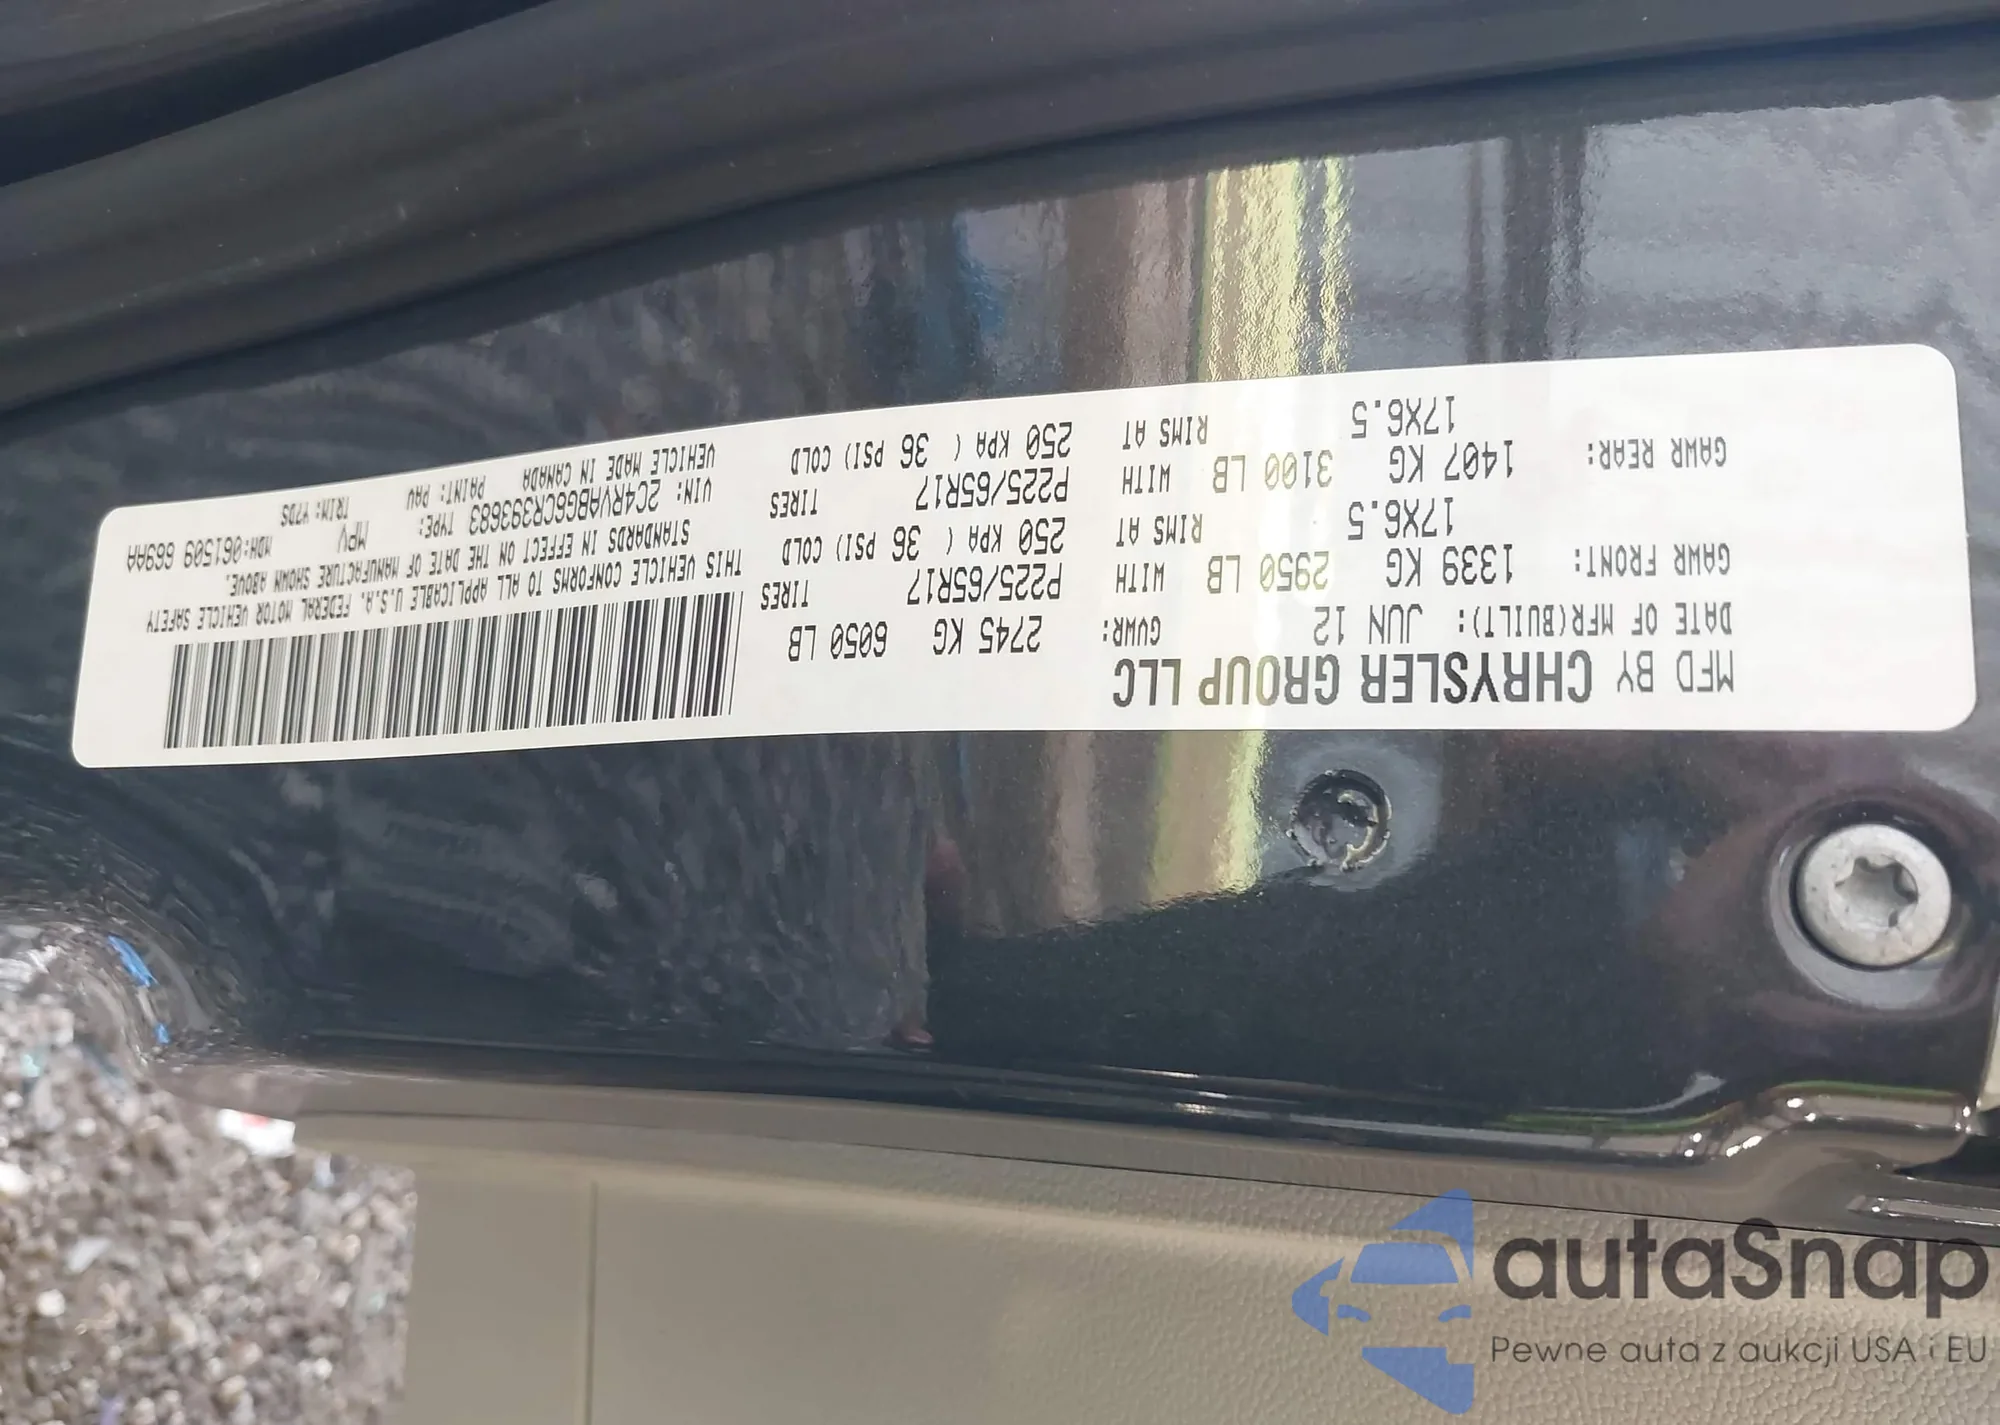 MFD BY CHRYSLER GROUP LLC
DATE OF MFR(BUILT): JUN 12 GVWR: 2745 KG 6050 LB
GAWR FRONT: 1339 KG 2950 LB WITH P225/65R17 TIRES
17X6.5 RIMS AT 250 KPA ( 36 PSI) COLD
GAWR REAR: 1407 KG 3100 LB WITH P225/65R17 TIRES
17X6.5 RIMS AT 250 KPA ( 36 PSI) COLD
THIS VEHICLE CONFORMS TO ALL APPLICABLE U.S.A. FEDERAL MOTOR VEHICLE SAFETY
STANDARDS IN EFFECT ON THE DATE OF MANUFACTURE SHOWN ABOVE.
VIN: 2C4RVABG6CR393683 TYPE: MPV MDH:061509 669AA
VEHICLE MADE IN CANADA PAINT: PAU TRIM: Y7DS
autaSnap
Pewne auta z aukcji USA i EU